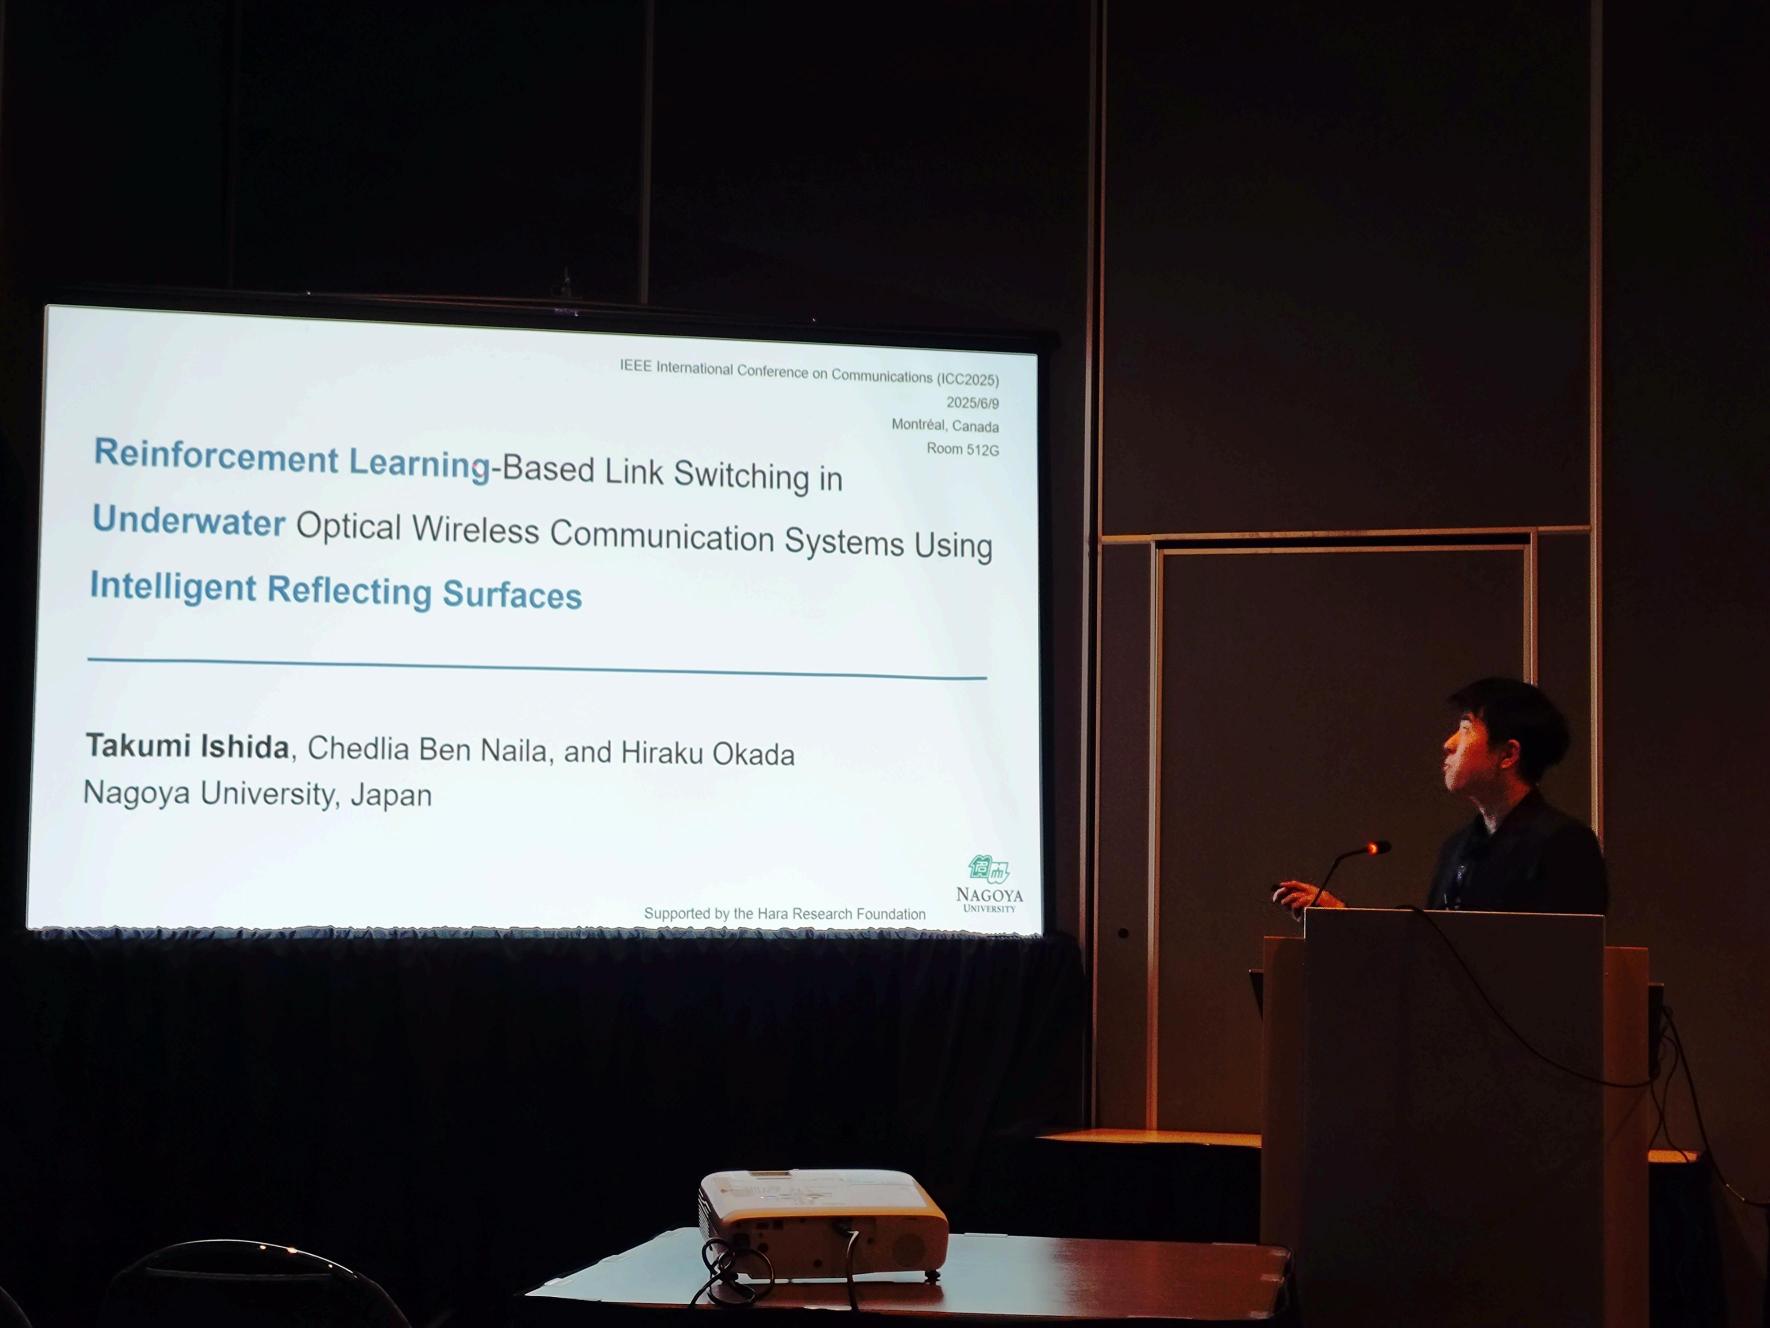 IEEE International Conference on Communications (ICC2025)
2025/6/9
Montréal, Canada
Room 512G
Reinforcement Learning-Based Link Switching in
Underwater Optical Wireless Communication Systems Using
Intelligent Reflecting Surfaces
Takumi Ishida, Chedlia Ben Naila, and Hiraku Okada
Nagoya University, Japan
NAGOYA
UNIVERSITY
Supported by the Hara Research Foundation